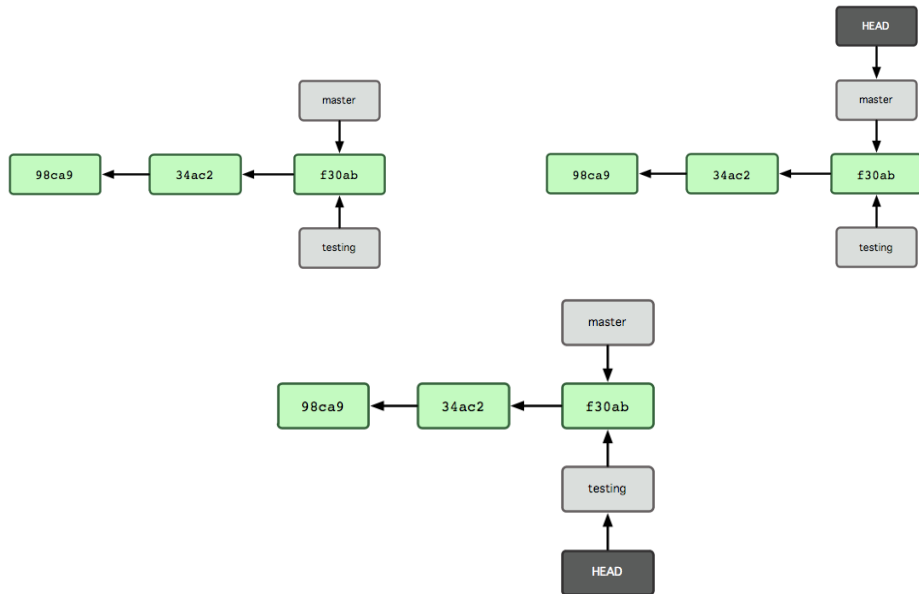 HEAD
master
master
98ca9
34ac2
f30ab
98ca9
34ac2
f30ab
testing
testing
master
98ca9
34ac2
f30ab
testing
HEAD